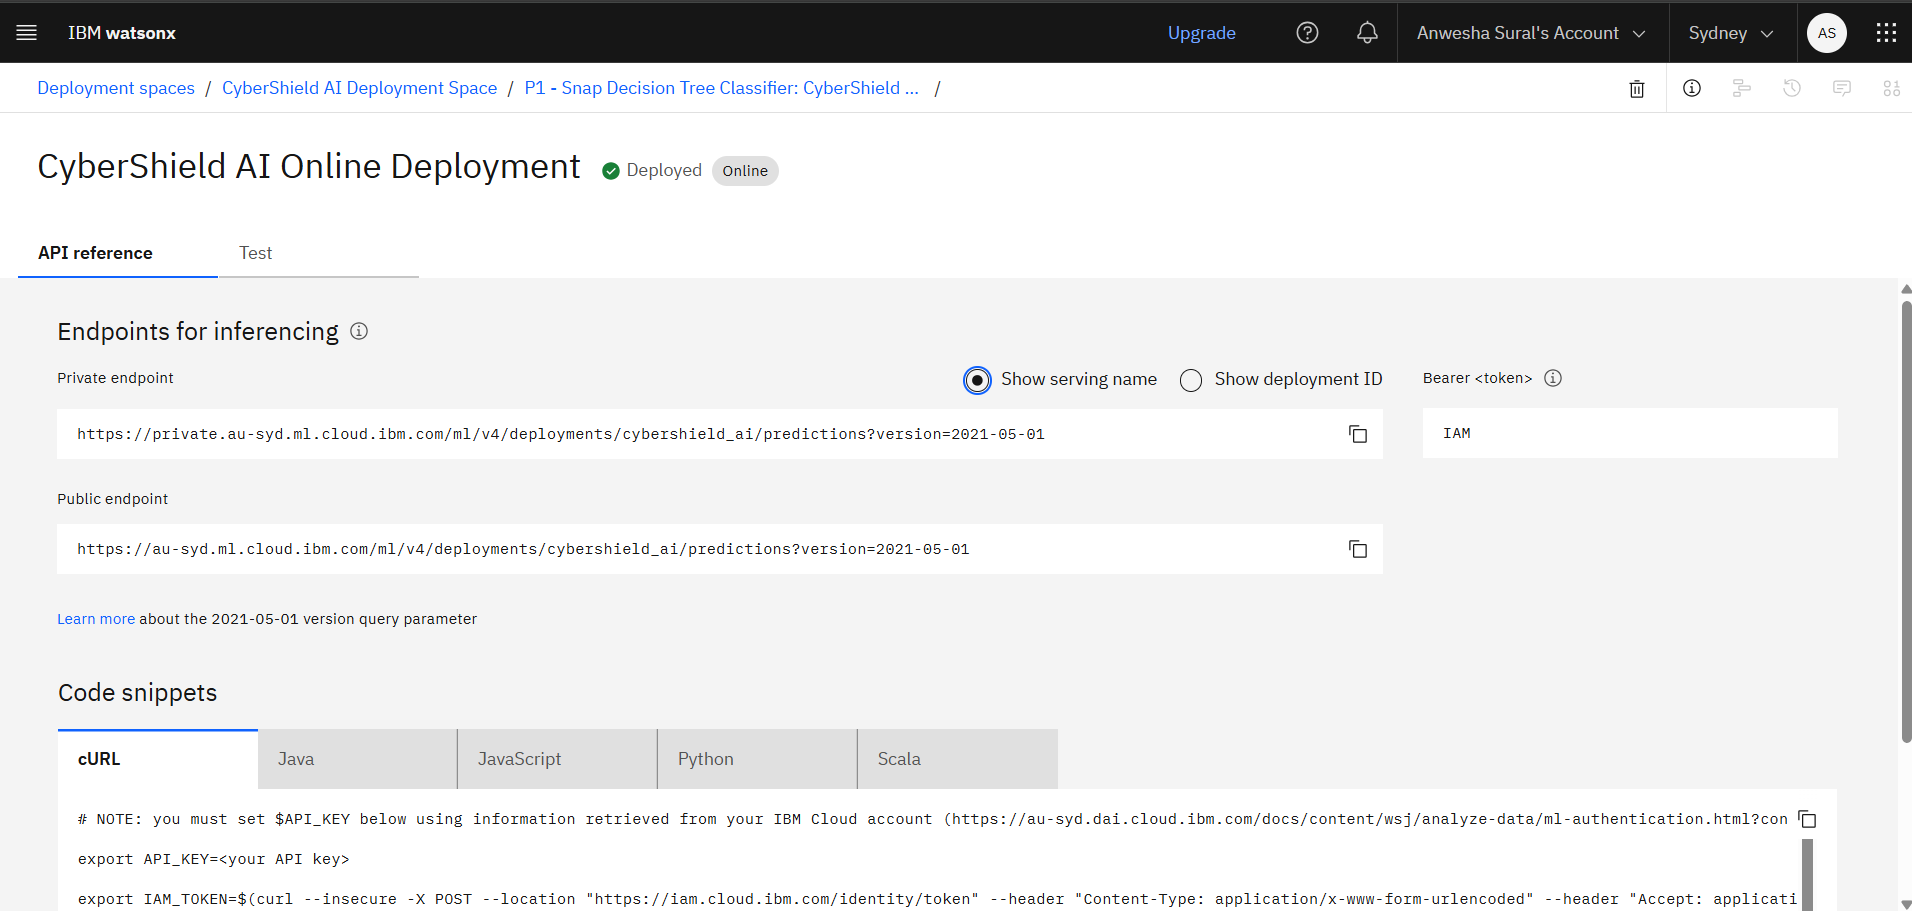 IBM watsonx
Upgrade
Anwesha Sural's Account
Sydney
AS
Deployment spaces / CyberShield AI Deployment Space / P1 - Snap Decision Tree Classifier: CyberShield ... /
CyberShield AI Online Deployment
Deployed
Online
API reference
Test
Endpoints for inferencing
Private endpoint
Show serving name
Show deployment ID
Bearer <token>
https://private.au-syd.ml.cloud.ibm.com/ml/v4/deployments/cybershield_ai/predictions?version=2021-05-01
IAM
Public endpoint
https://au-syd.ml.cloud.ibm.com/ml/v4/deployments/cybershield_ai/predictions?version=2021-05-01
Learn more about the 2021-05-01 version query parameter
Code snippets
cURL
Java
JavaScript
Python
Scala
# NOTE: you must set $API_KEY below using information retrieved from your IBM Cloud account (https://au-syd.dai.cloud.ibm.com/docs/content/wsj/analyze-data/ml-authentication.html?con
export API_KEY=<your API key>
export IAM_TOKEN=$(curl --insecure -X POST --location "https://iam.cloud.ibm.com/identity/token" --header "Content-Type: application/x-www-form-urlencoded" --header "Accept: applicati